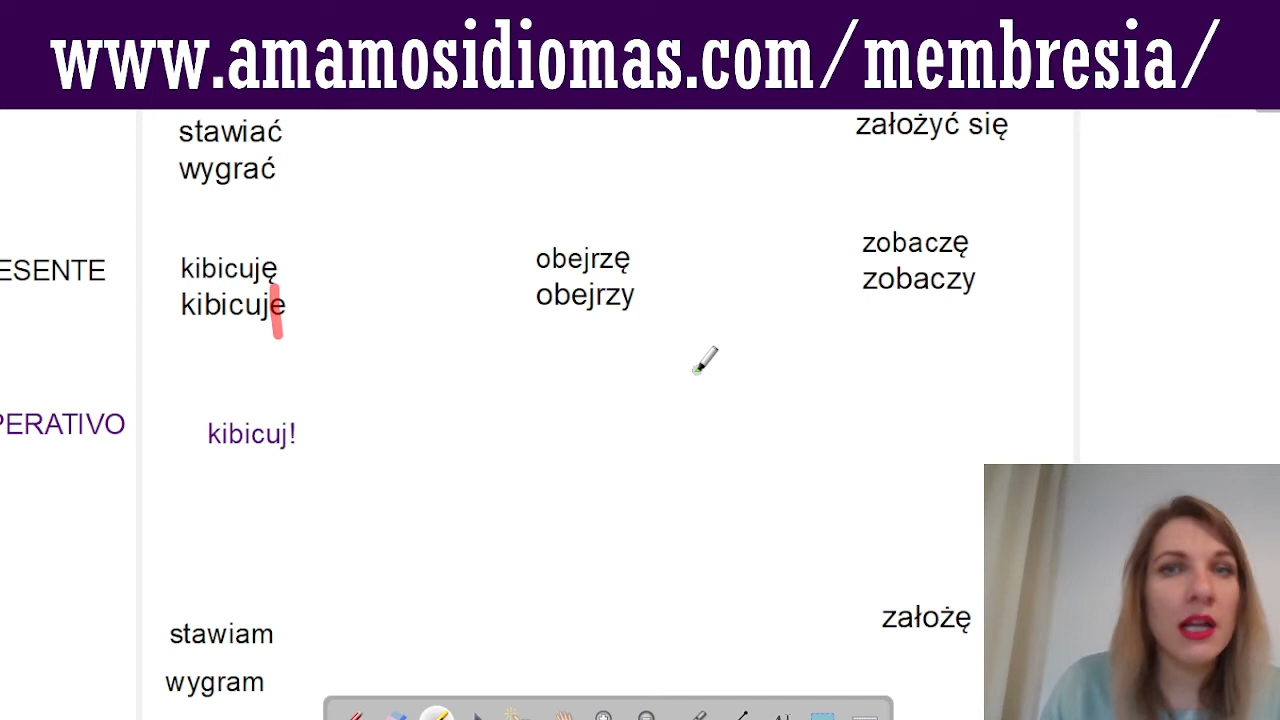 www.amamosidiomas.com/membresia/
stawiać
wygrać
założyć się
ESENTE
kibicuję
kibicuje
obejrzę
obejrzy
zobaczę
zobaczy
PERATIVO
kibicuj!
stawiam
wygram
założę